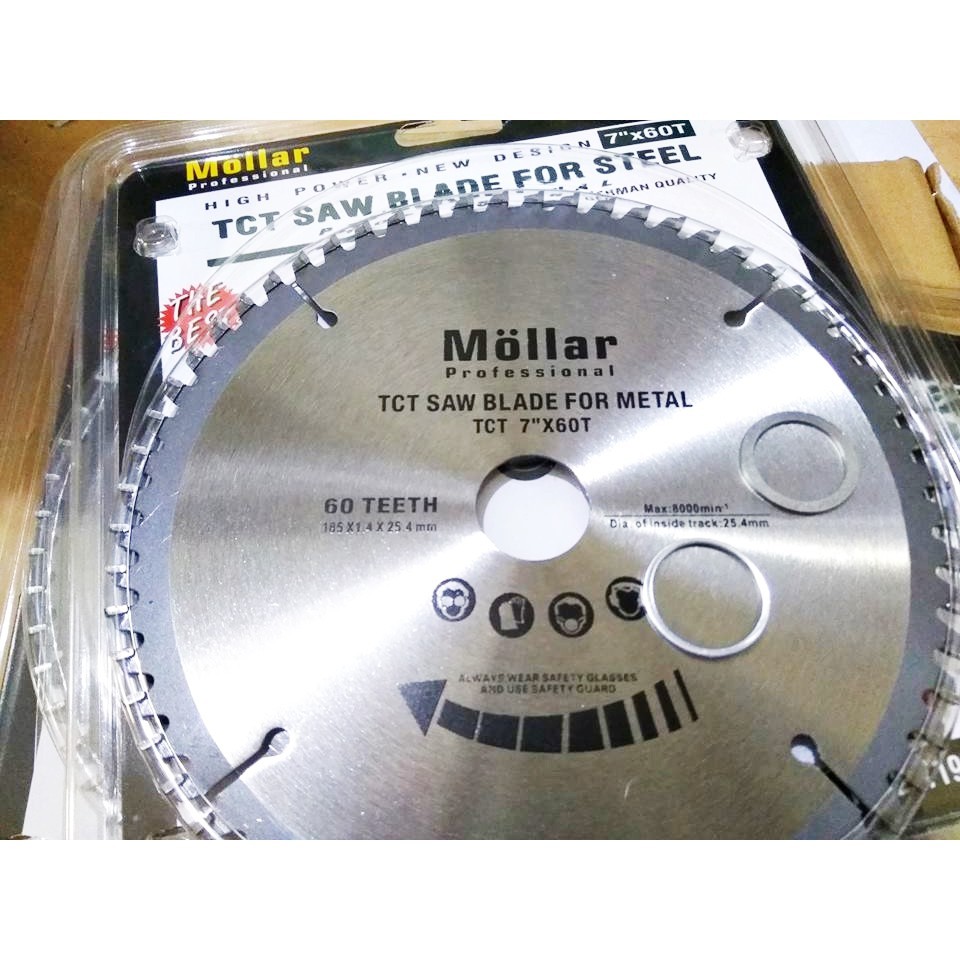 7"x60T
Möllar
Professional
HIGH POWER - NEW DESIGN
TCT SAW BLADE FOR STEEL
GERMAN QUALITY
THE
BEST
Möllar
Professional
TCT SAW BLADE FOR METAL
TCT 7"X60T
60 TEETH
185 X 1.4 X 25.4 mm
Max:8000min⁻¹
Dia. of inside track:25.4mm
ALWAYS WEAR SAFETY GLASSES
AND USE SAFETY GUARD